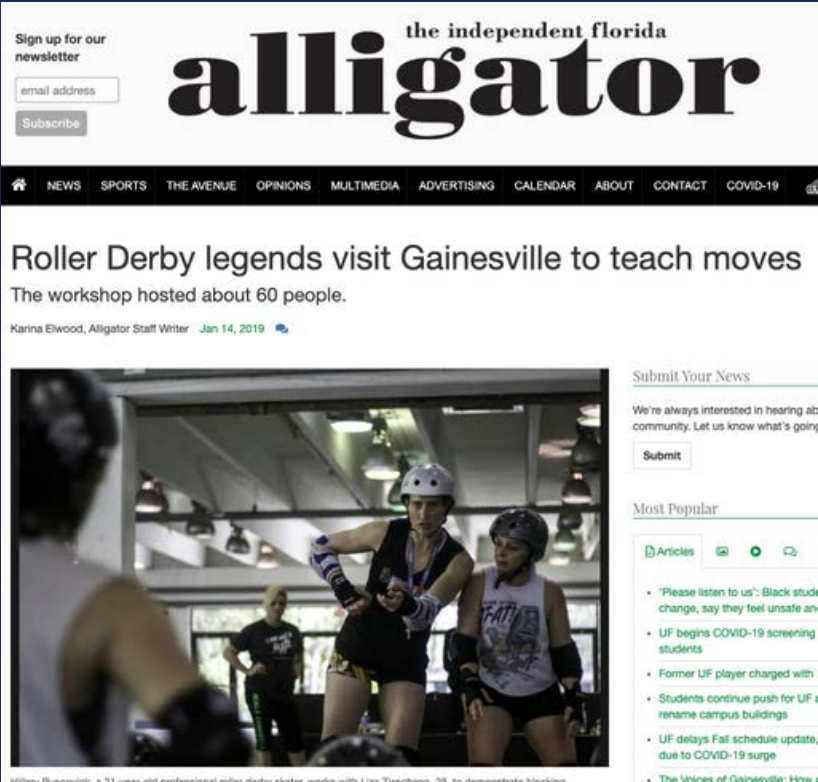 Sign up for our
newsletter
email address
Subscribe
the independent florida
alligator
NEWS SPORTS THE AVENUE OPINIONS MULTIMEDIA ADVERTISING CALENDAR ABOUT CONTACT COVID-19
Roller Derby legends visit Gainesville to teach moves
The workshop hosted about 60 people.
Karina Elwood, Alligator Staff Writer Jan 14, 2019
Submit Your News
We're always interested in hearing ab
community. Let us know what's going
Submit
Most Popular
Articles
'Please listen to us': Black stude
change, say they feel unsafe an
UF begins COVID-19 screening
students
Former UF player charged with
Students continue push for UF
rename campus buildings
UF delays Fall schedule update,
due to COVID-19 surge
The Voices of Gainesville: How